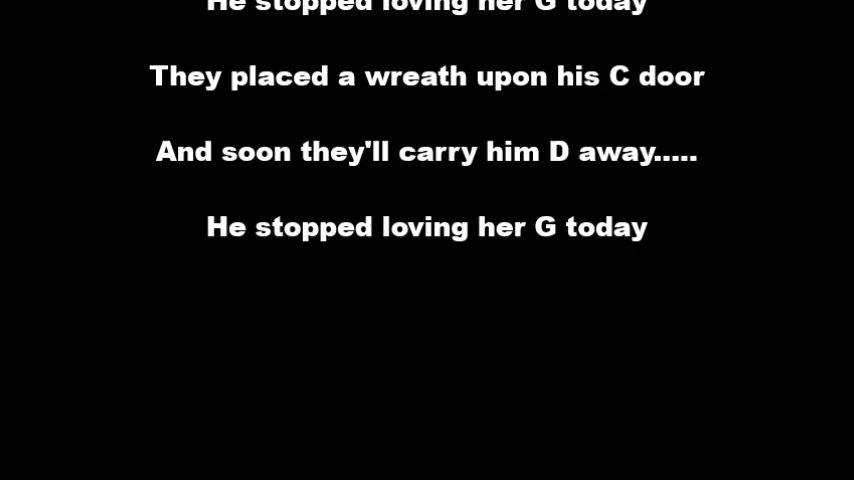 He stopped loving her G today
They placed a wreath upon his C door
And soon they'll carry him D away.....
He stopped loving her G today